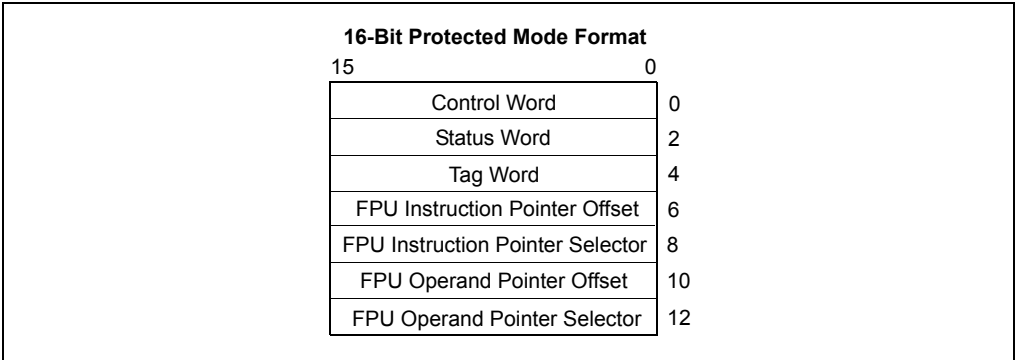 16-Bit Protected Mode Format
15 0
Control Word 0
Status Word 2
Tag Word 4
FPU Instruction Pointer Offset 6
FPU Instruction Pointer Selector 8
FPU Operand Pointer Offset 10
FPU Operand Pointer Selector 12